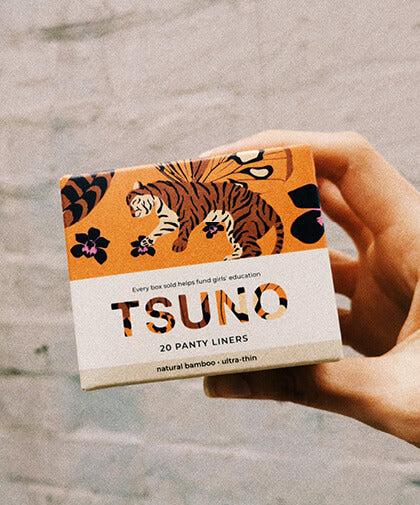 Every box sold helps fund girls' education
TSUNO
20 PANTY LINERS
natural bamboo • ultra-thin